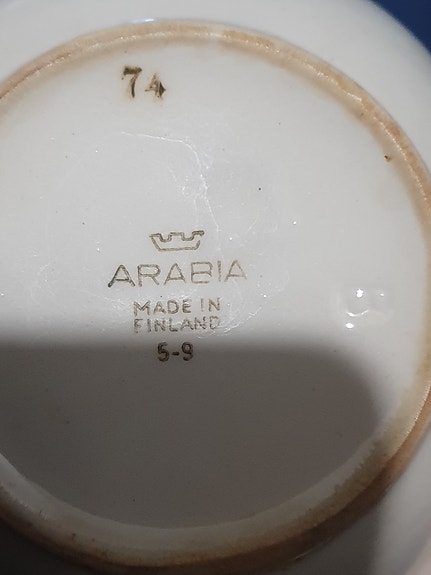 74
ARABIA
MADE IN
FINLAND
5-9